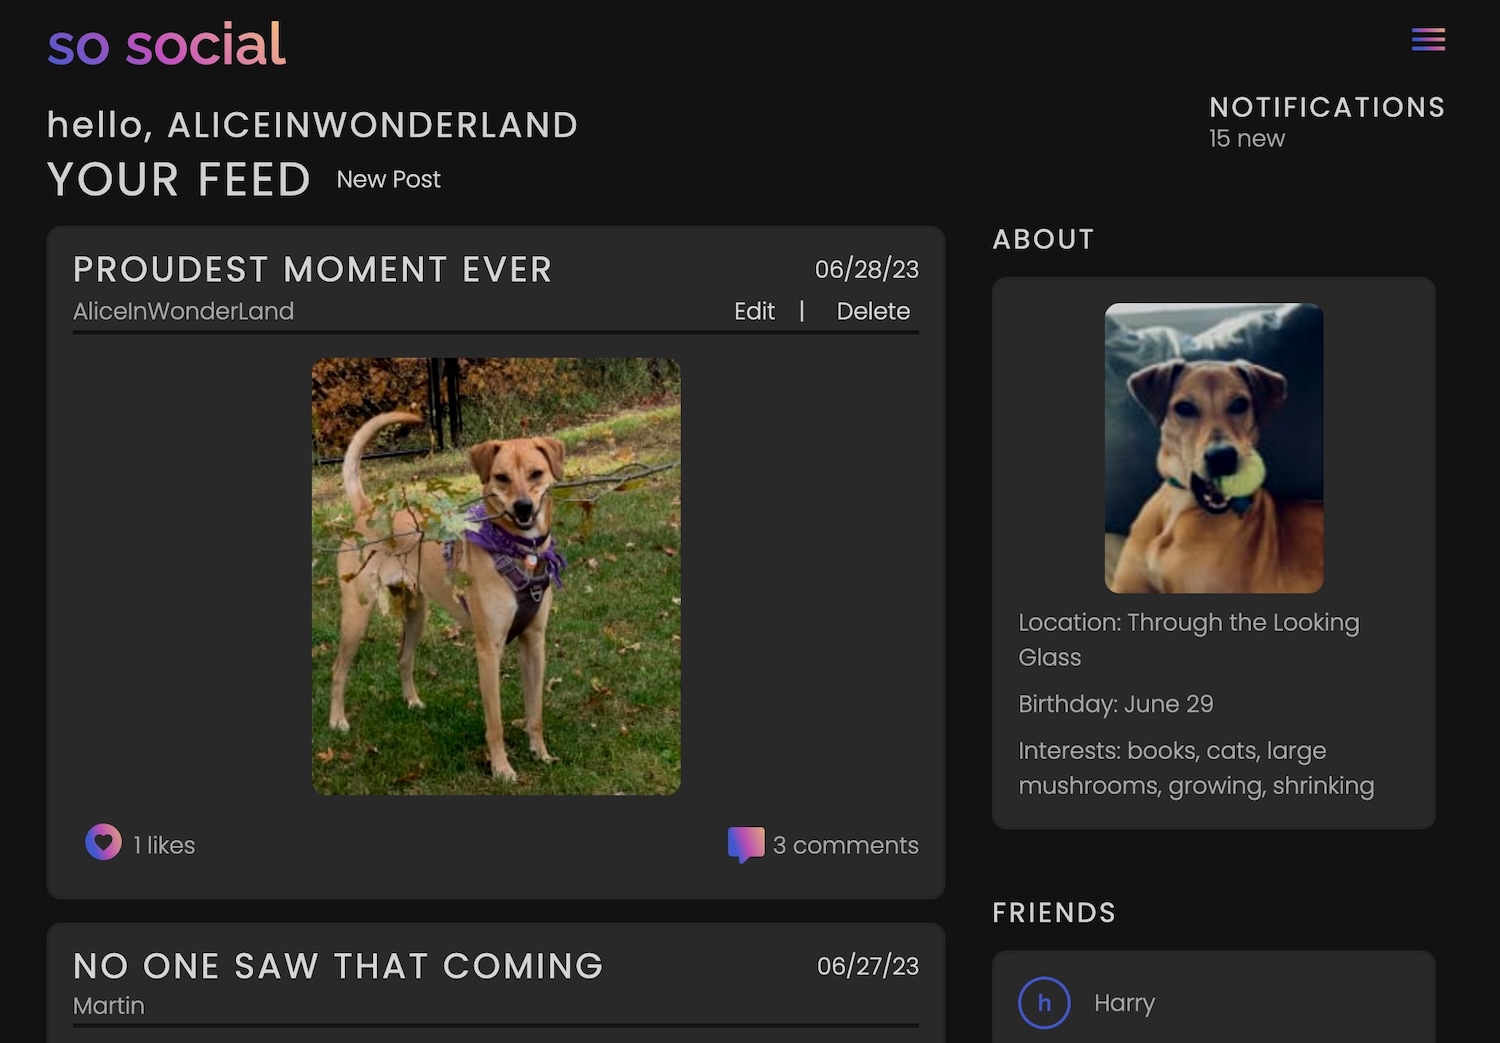 so social
hello, ALICEINWONDERLAND
NOTIFICATIONS
15 new
YOUR FEED New Post
PROUDEST MOMENT EVER 06/28/23
AliceInWonderLand Edit | Delete
1 likes 3 comments
NO ONE SAW THAT COMING 06/27/23
Martin
ABOUT
Location: Through the Looking
Glass
Birthday: June 29
Interests: books, cats, large
mushrooms, growing, shrinking
FRIENDS
h Harry